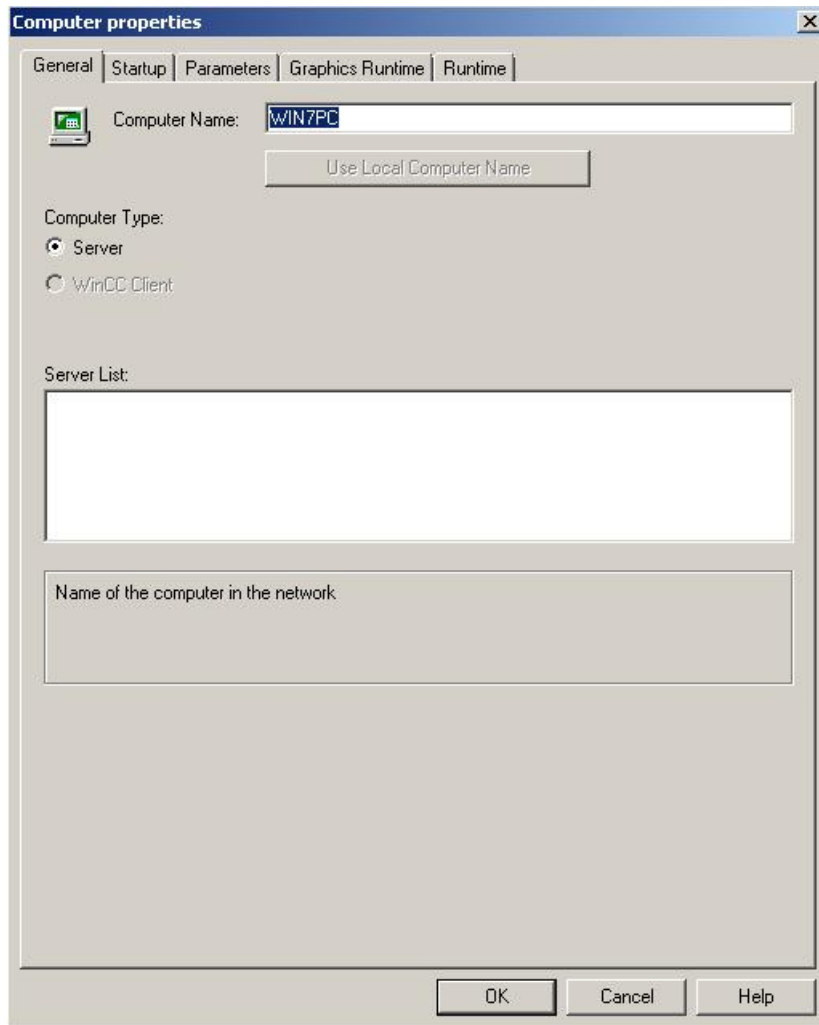 Computer properties
General Startup Parameters Graphics Runtime Runtime
Computer Name: WIN7PC
Use Local Computer Name
Computer Type:
Server
WinCC Client
Server List:
Name of the computer in the network
OK Cancel Help